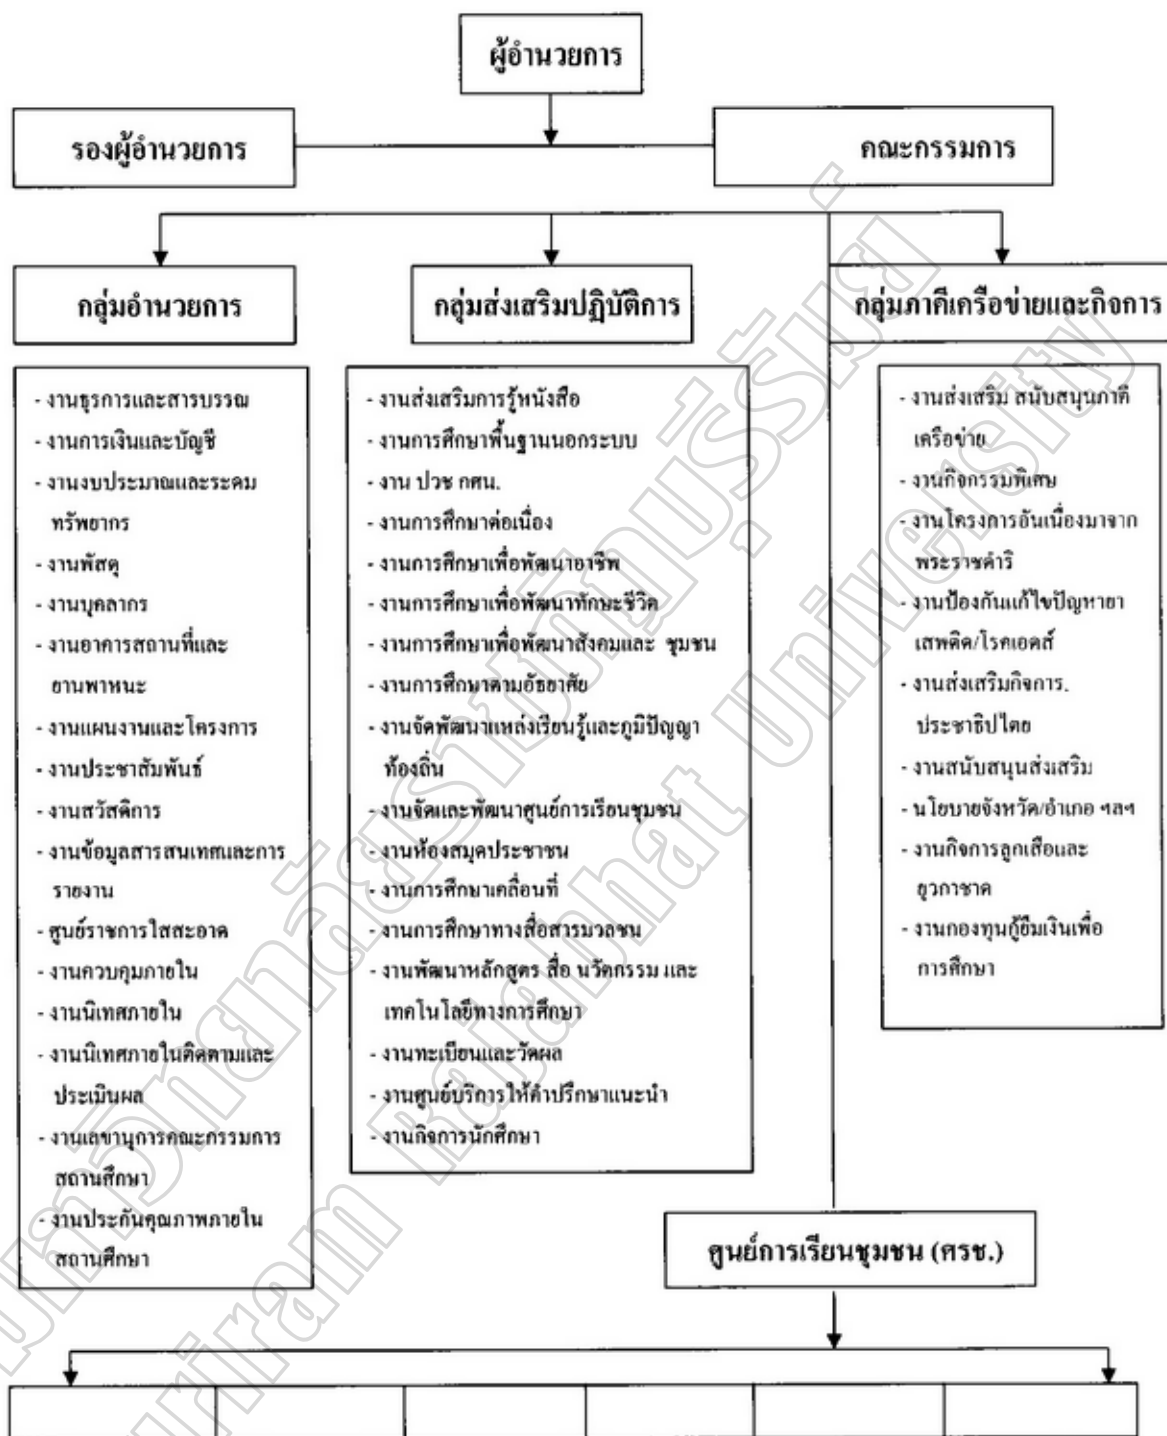 ผู้อำนวยการ
รองผู้อำนวยการ
คณะกรรมการ
กลุ่มอำนวยการ
กลุ่มส่งเสริมปฏิบัติการ
กลุ่มภาคีเครือข่ายและกิจการ
- งานธุรการและสารบรรณ
- งานการเงินและบัญชี
- งานงบประมาณและระดม
ทรัพยากร
- งานพัสดุ
- งานบุคลากร
- งานอาคารสถานที่และ
ยานพาหนะ
- งานแผนงานและโครงการ
- งานประชาสัมพันธ์
- งานสวัสดิการ
- งานข้อมูลสารสนเทศและการ
รายงาน
- ศูนย์ราชการใสสะอาด
- งานควบคุมภายใน
- งานนิเทศภายใน
- งานนิเทศภายในติดตามและ
ประเมินผล
- งานเลขานุการคณะกรรมการ
สถานศึกษา
- งานประกันคุณภาพภายใน
สถานศึกษา
- งานส่งเสริมการรู้หนังสือ
- งานการศึกษาพื้นฐานนอกระบบ
- งาน ปวช กศน.
- งานการศึกษาต่อเนื่อง
- งานการศึกษาเพื่อพัฒนาอาชีพ
- งานการศึกษาเพื่อพัฒนาทักษะชีวิต
- งานการศึกษาเพื่อพัฒนาสังคมและ ชุมชน
- งานการศึกษาตามอัธยาศัย
- งานจัดพัฒนาแหล่งเรียนรู้และภูมิปัญญา
ท้องถิ่น
- งานจัดและพัฒนาศูนย์การเรียนชุมชน
- งานห้องสมุดประชาชน
- งานการศึกษาเคลื่อนที่
- งานการศึกษาทางสื่อสารมวลชน
- งานพัฒนาหลักสูตร สื่อ นวัตกรรม และ
เทคโนโลยีทางการศึกษา
- งานทะเบียนและวัดผล
- งานศูนย์บริการให้คำปรึกษาแนะนำ
- งานกิจการนักศึกษา
- งานส่งเสริม สนับสนุนภาคี
เครือข่าย
- งานกิจกรรมพิเศษ
- งานโครงการอันเนื่องมาจาก
พระราชดำริ
- งานป้องกันแก้ไขปัญหายา
เสพติด/โรคเอดส์
- งานส่งเสริมกิจการ.
ประชาธิปไตย
- งานสนับสนุนส่งเสริม
- นโยบายจังหวัด/อำเภอ ฯลฯ
- งานกิจการลูกเสือและ
ยุวกาชาด
- งานกองทุนกู้ยืมเงินเพื่อ
การศึกษา
ศูนย์การเรียนชุมชน (ศรช.)
มหาวิทยาลัยราชภัฏบุรีรัมย์
Buriram Rajabhat University